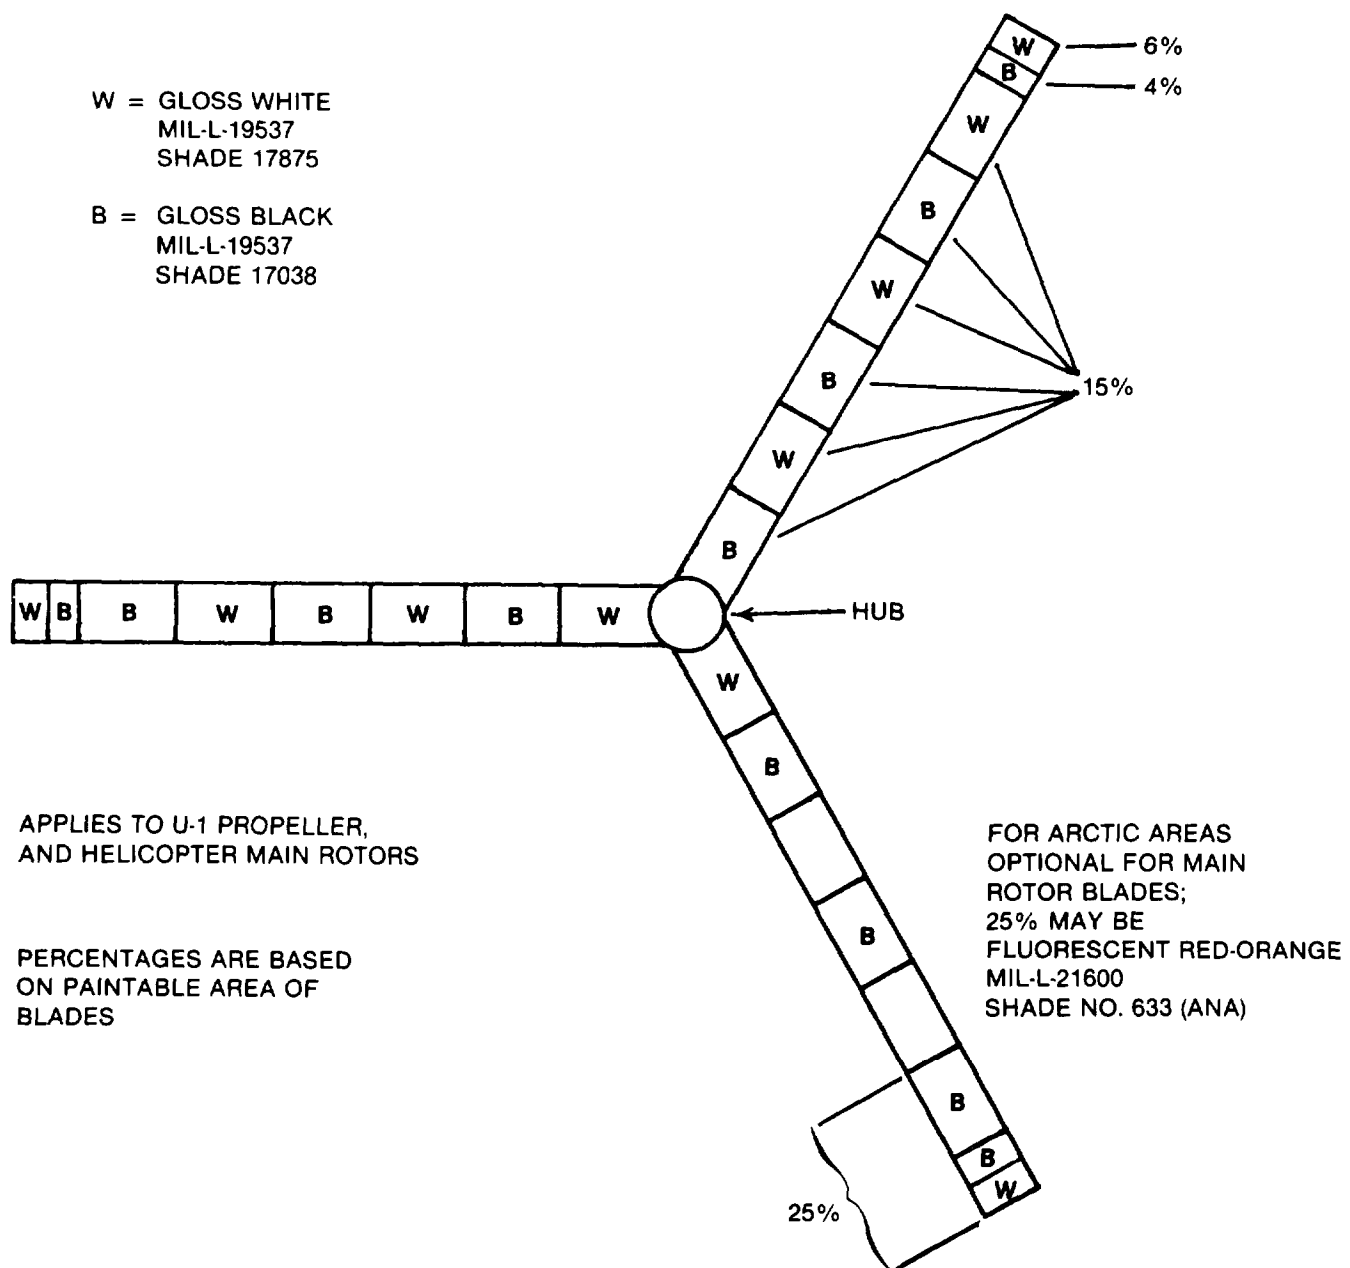 W = GLOSS WHITE
MIL-L-19537
SHADE 17875
B = GLOSS BLACK
MIL-L-19537
SHADE 17038
W
6%
B
4%
W
B
W
B
15%
W
B
W B B W B W B W
HUB
W
B
B
B
B
W
25%
APPLIES TO U-1 PROPELLER,
AND HELICOPTER MAIN ROTORS
PERCENTAGES ARE BASED
ON PAINTABLE AREA OF
BLADES
FOR ARCTIC AREAS
OPTIONAL FOR MAIN
ROTOR BLADES;
25% MAY BE
FLUORESCENT RED-ORANGE
MIL-L-21600
SHADE NO. 633 (ANA)